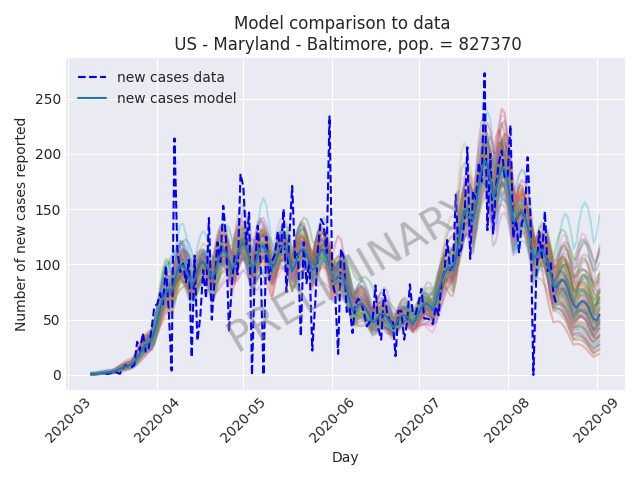 Model comparison to data
US - Maryland - Baltimore, pop. = 827370
new cases data
new cases model
Number of new cases reported
250
200
150
100
50
0
PRELIMINARY
2020-03
2020-04
2020-05
2020-06
2020-07
2020-08
2020-09
Day